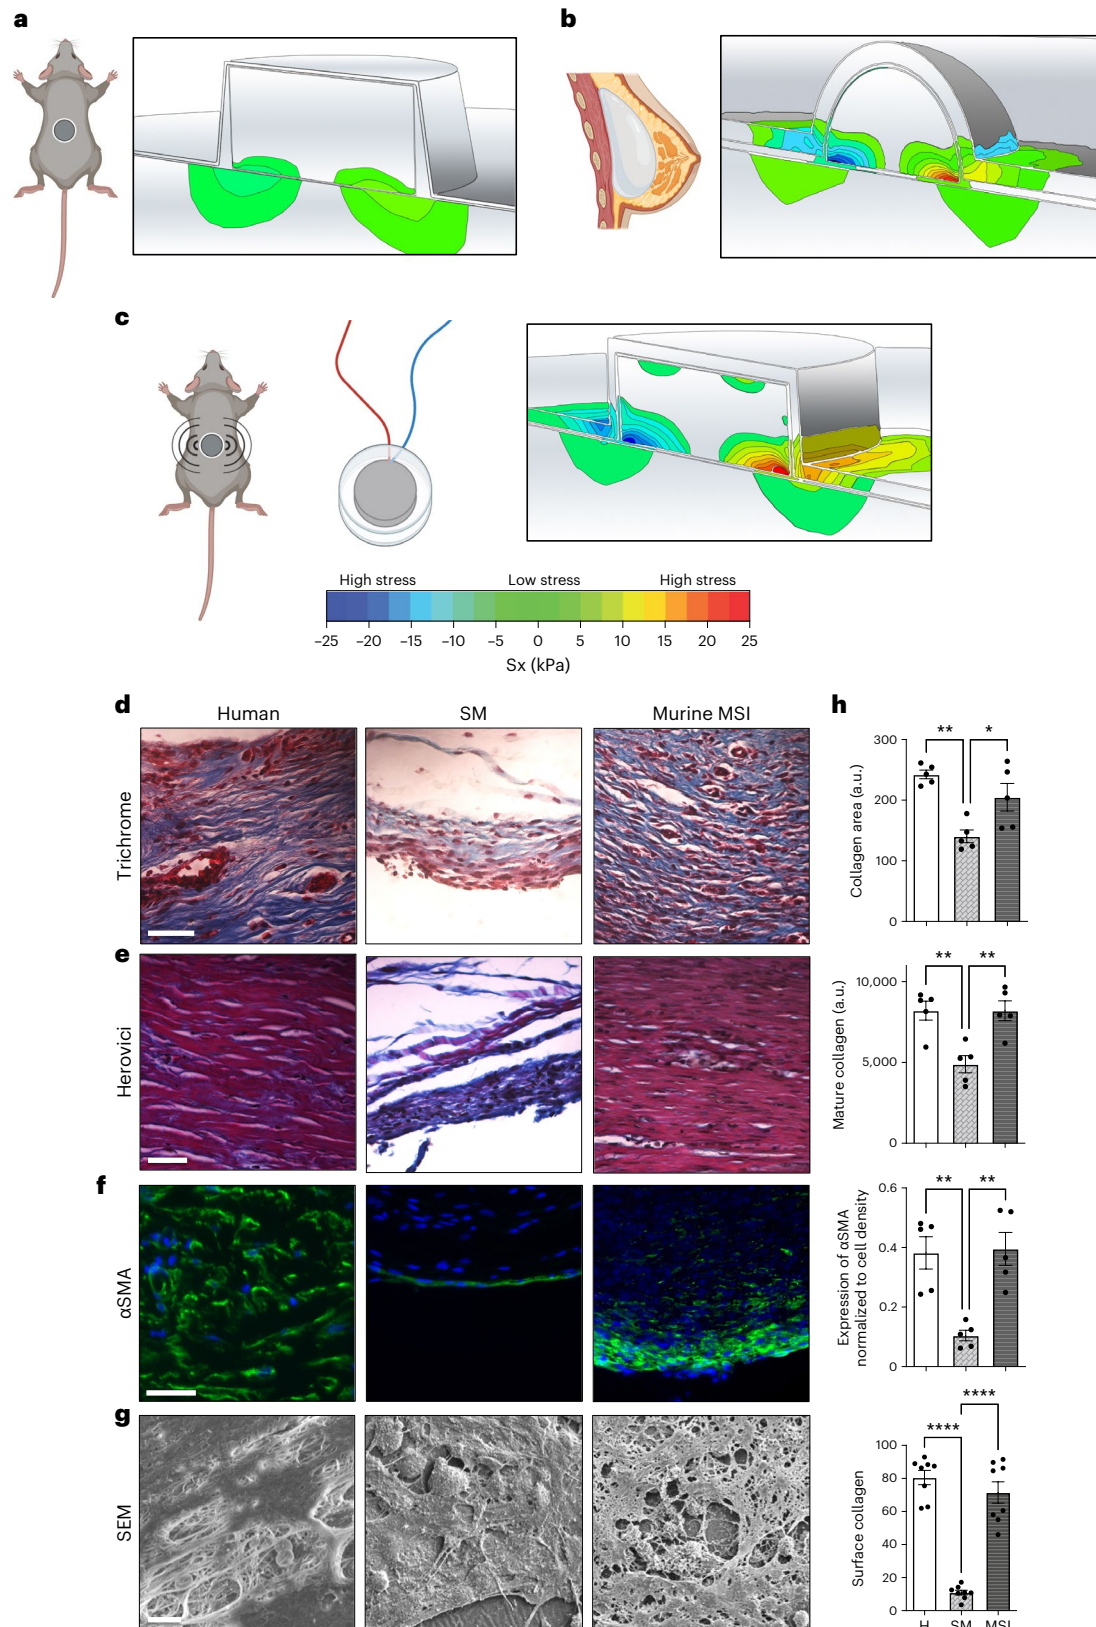 a
b
c
High stress Low stress High stress
−25 −20 −15 −10 −5 0 5 10 15 20 25
Sx (kPa)
d
Human SM Murine MSI
Trichrome
e
Herovici
f
αSMA
g
SEM
h
** *
300
200
100
0
Collagen area (a.u.)
** **
10,000
5,000
0
Mature collagen (a.u.)
** **
0.6
0.4
0.2
0
Expression of αSMA
normalized to cell density
****
****
100
80
60
40
20
0
Surface collagen
H SM MSI